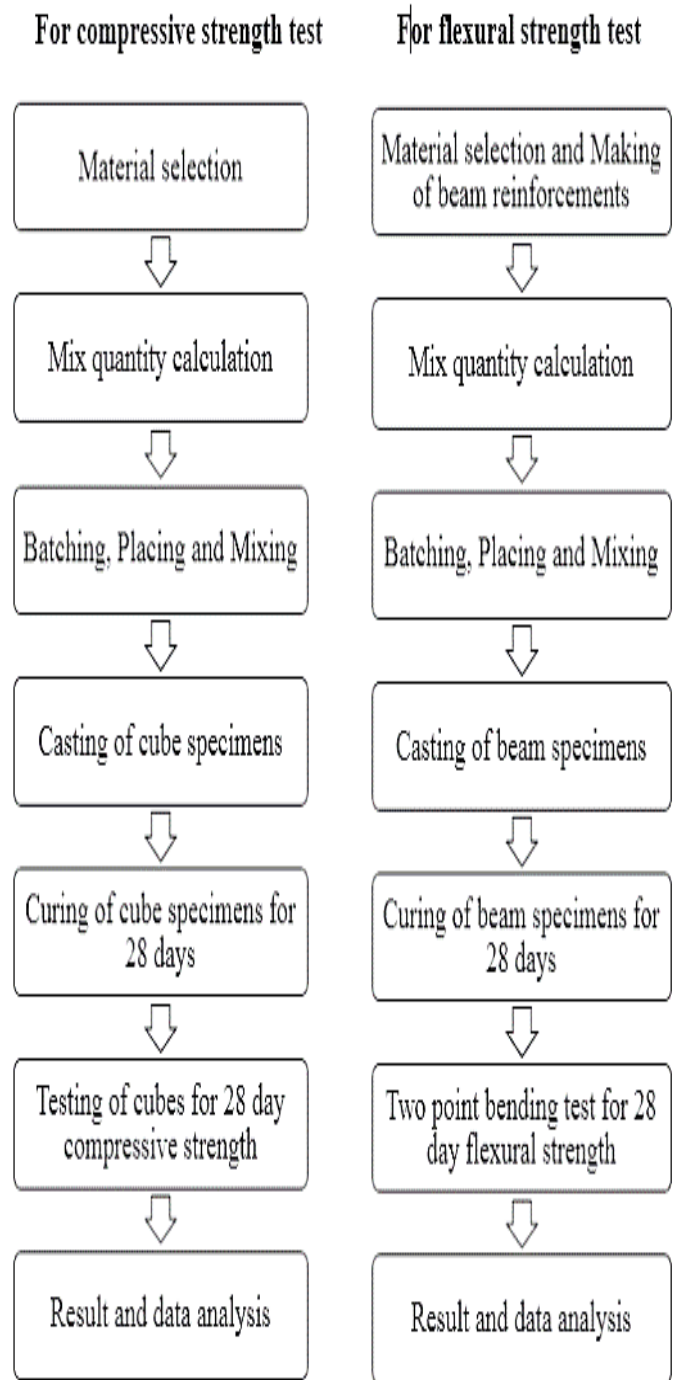 For compressive strength test
Material selection
Mix quantity calculation
Batching, Placing and Mixing
Casting of cube specimens
Curing of cube specimens for
28 days
Testing of cubes for 28 day
compressive strength
Result and data analysis
For flexural strength test
Material selection and Making
of beam reinforcements
Mix quantity calculation
Batching, Placing and Mixing
Casting of beam specimens
Curing of beam specimens for
28 days
Two point bending test for 28
day flexural strength
Result and data analysis